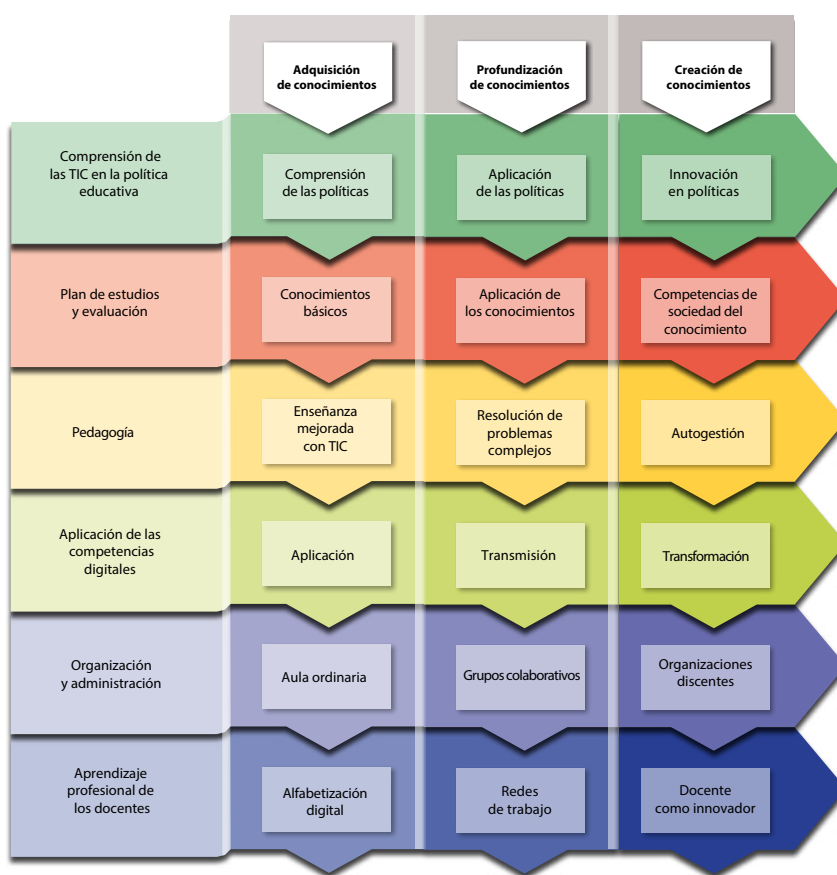 Adquisición
de conocimientos
Profundización
de conocimientos
Creación de
conocimientos
Comprensión de
las TIC en la política
educativa
Comprensión
de las políticas
Aplicación
de las políticas
Innovación
en políticas
Plan de estudios
y evaluación
Conocimientos
básicos
Aplicación de
los conocimientos
Competencias de
sociedad del
conocimiento
Pedagogía
Enseñanza
mejorada
con TIC
Resolución de
problemas
complejos
Autogestión
Aplicación de las
competencias
digitales
Aplicación
Transmisión
Transformación
Organización
y administración
Aula ordinaria
Grupos colaborativos
Organizaciones
discentes
Aprendizaje
profesional de
los docentes
Alfabetización
digital
Redes
de trabajo
Docente
como innovador